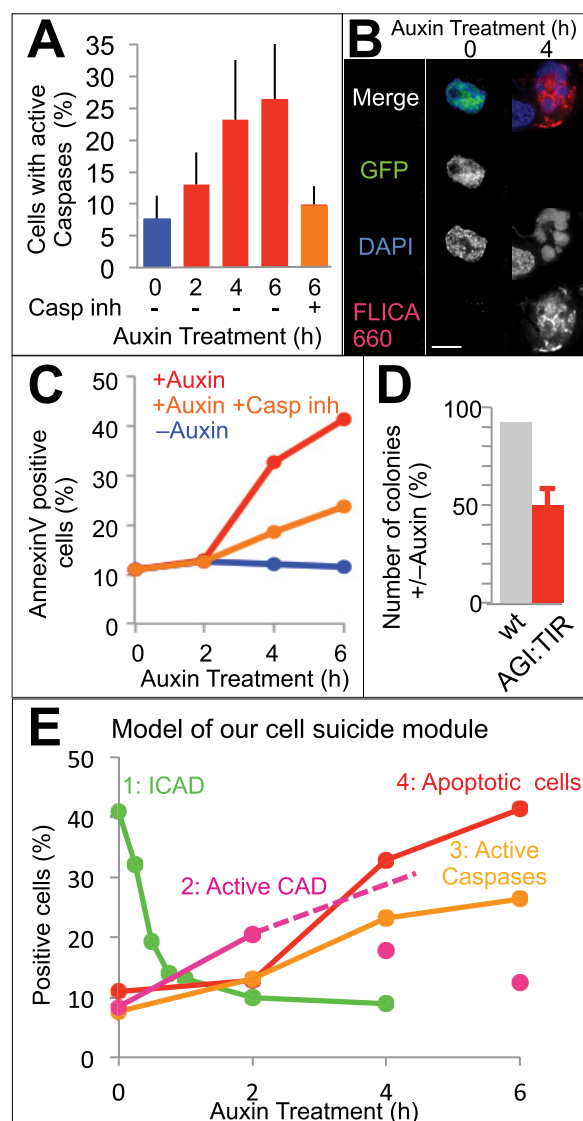 A
Cells with active
Caspases (%)
35
30
25
20
15
10
5
0
0 2 4 6 6
Casp inh - - - - +
Auxin Treatment (h)
B
Auxin Treatment (h)
0 4
Merge
GFP
DAPI
FLICA
660
C
AnnexinV positive
cells (%)
50
40
30
20
10
0
+Auxin
+Auxin +Casp inh
–Auxin
0 2 4 6
Auxin Treatment (h)
D
Number of colonies
+/–Auxin (%)
100
50
0
wt
AGI:TIR
E
Model of our cell suicide module
Positive cells (%)
50
40
30
20
10
0
1: ICAD
2: Active CAD
4: Apoptotic cells
3: Active
Caspases
0 2 4 6
Auxin Treatment (h)